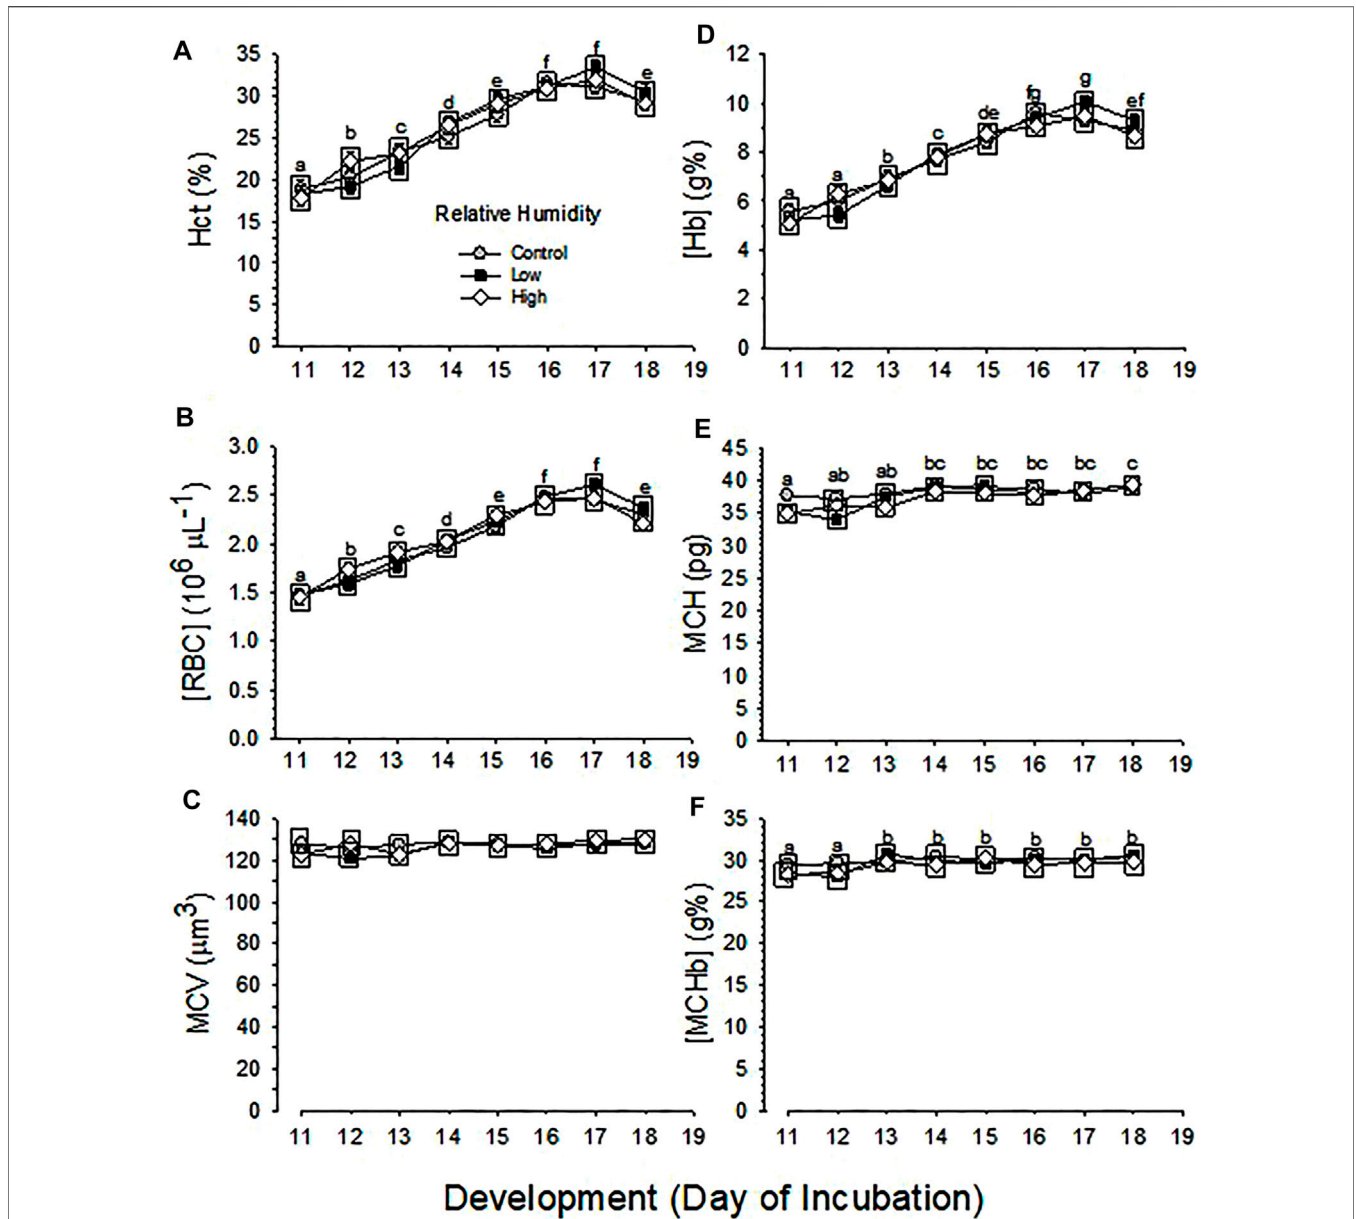 A
Hct (%)
35
30
25
20
15
10
5
0
a
b
c
d
e
f
f
e
Relative Humidity
Control
Low
High
11 12 13 14 15 16 17 18 19
D
[Hb] (g%)
12
10
8
6
4
2
0
a
a
b
c
de
fg
g
ef
11 12 13 14 15 16 17 18 19
B
[RBC] (10⁶ μL⁻¹)
3.0
2.5
2.0
1.5
1.0
0.5
0.0
a
b
c
d
e
f
f
e
11 12 13 14 15 16 17 18 19
E
MCH (pg)
45
40
35
30
25
20
15
10
5
0
a
ab
ab
bc
bc
bc
bc
c
11 12 13 14 15 16 17 18 19
C
MCV (μm³)
140
120
100
80
60
40
20
0
11 12 13 14 15 16 17 18 19
F
[MCHb] (g%)
35
30
25
20
15
10
5
0
a
a
b
b
b
b
b
b
11 12 13 14 15 16 17 18 19
Development (Day of Incubation)